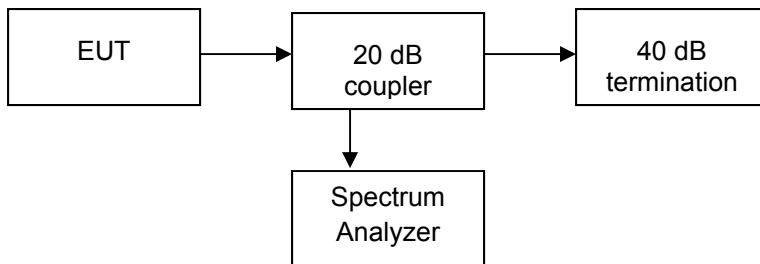 EUT
20 dB
coupler
40 dB
termination
Spectrum
Analyzer